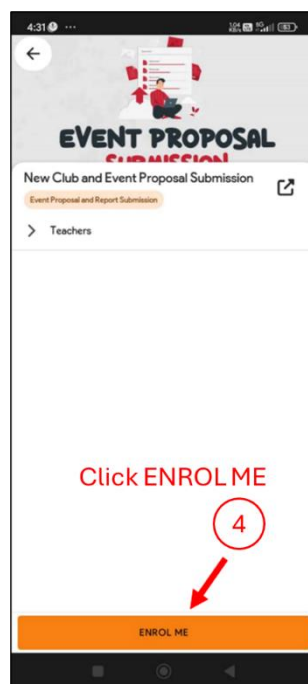 4:31
EVENT PROPOSAL
SUBMISSION
New Club and Event Proposal Submission
Event Proposal and Report Submission
Teachers
Click ENROL ME
4
ENROL ME